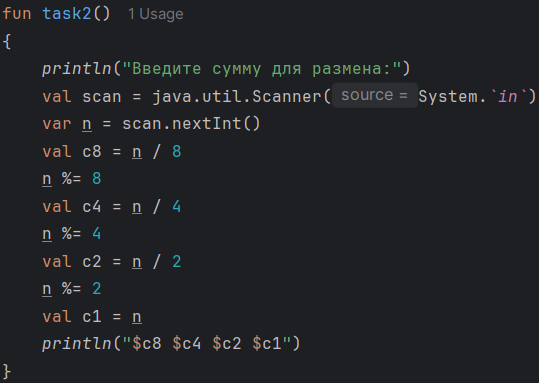 fun task2() 1 Usage
{
    println("Введите сумму для размена:")
    val scan = java.util.Scanner( source = System.`in`)
    var n = scan.nextInt()
    val c8 = n / 8
    n %= 8
    val c4 = n / 4
    n %= 4
    val c2 = n / 2
    n %= 2
    val c1 = n
    println("$c8 $c4 $c2 $c1")
}